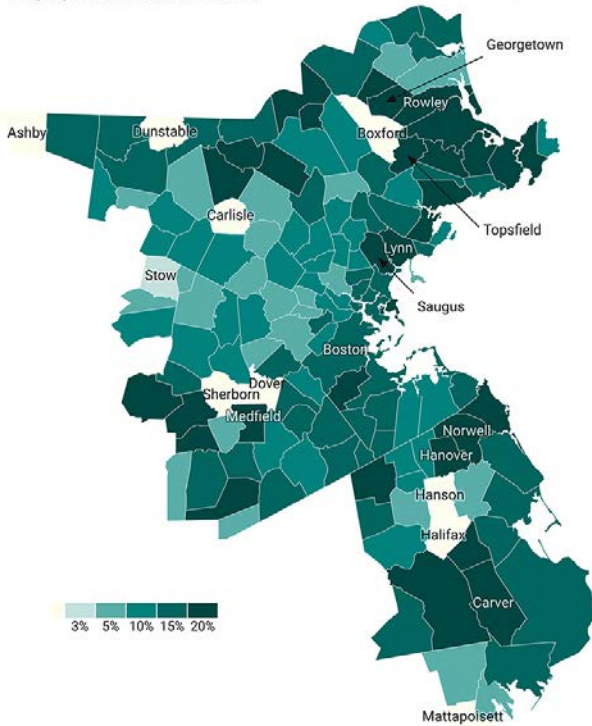 Georgetown
Rowley
Boxford
Ashby
Dunstable
Topsfield
Carlisle
Lynn
Stow
Saugus
Boston
Dover
Sherborn
Medfield
Norwell
Hanover
Hanson
Halifax
Carver
3% 5% 10% 15% 20%
Mattapoisett